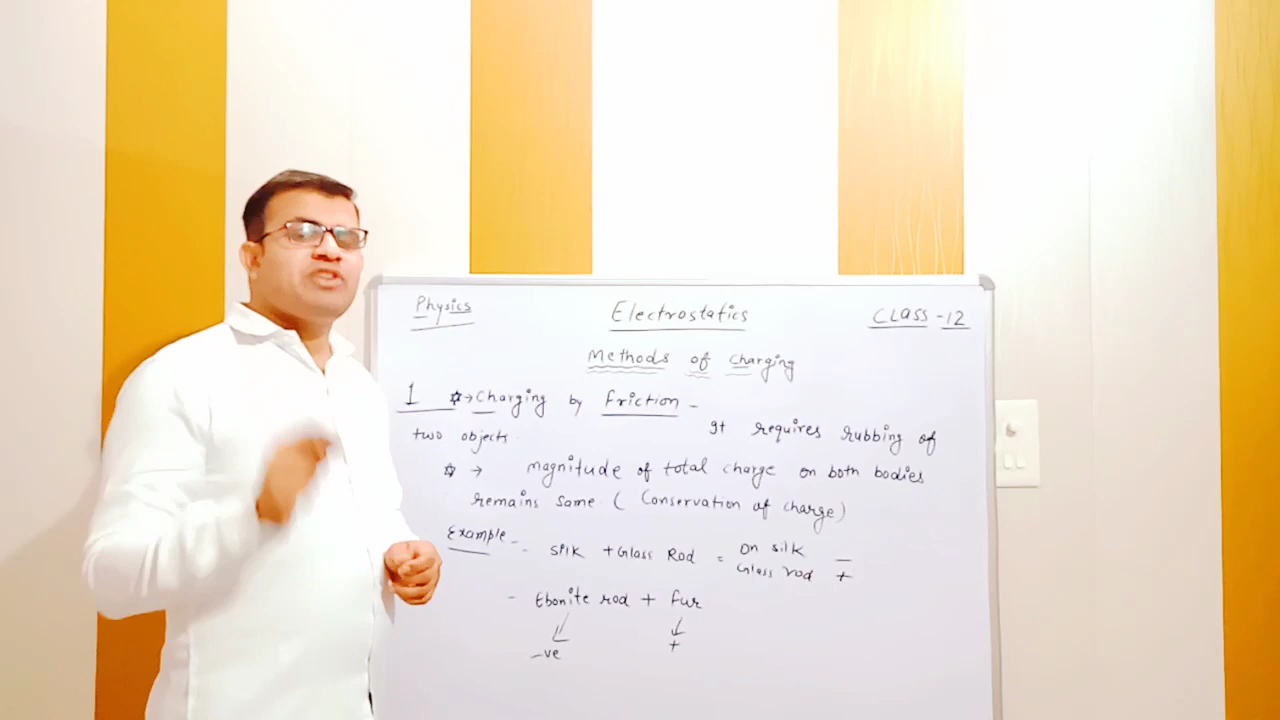 Physics Electrostatics CLASS-12
Methods of Charging
1 ✡→ Charging by friction -
It requires rubbing of
two objects.
✡ → magnitude of total charge on both bodies
remains same ( Conservation of charge)
Example - - Silk + Glass Rod = On silk —
Glass rod +
- Ebonite rod + fur
-ve +